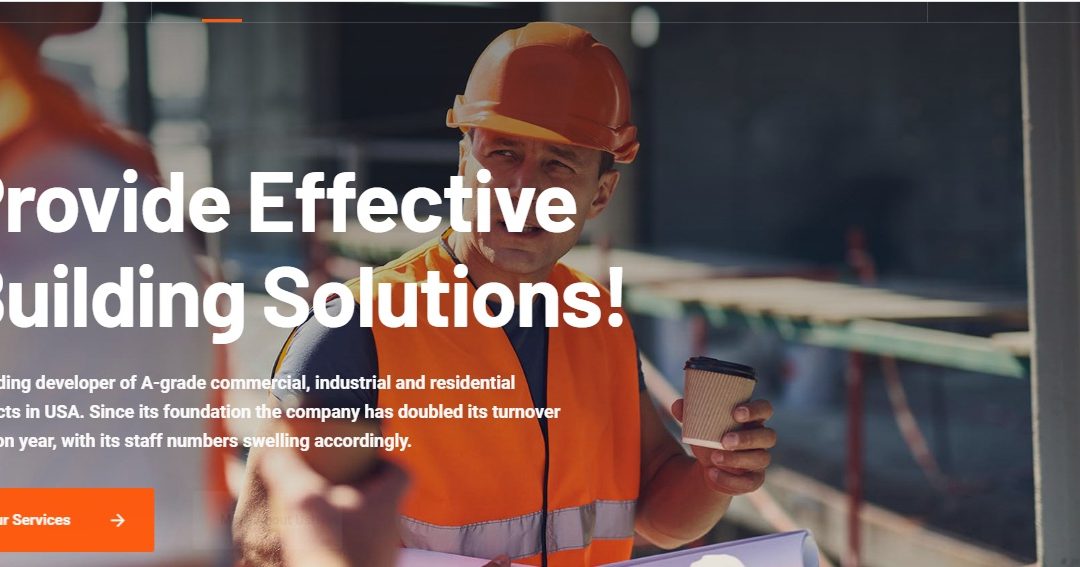 Provide Effective
Building Solutions!
ding developer of A-grade commercial, industrial and residential
cts in USA. Since its foundation the company has doubled its turnover
on year, with its staff numbers swelling accordingly.
ur Services